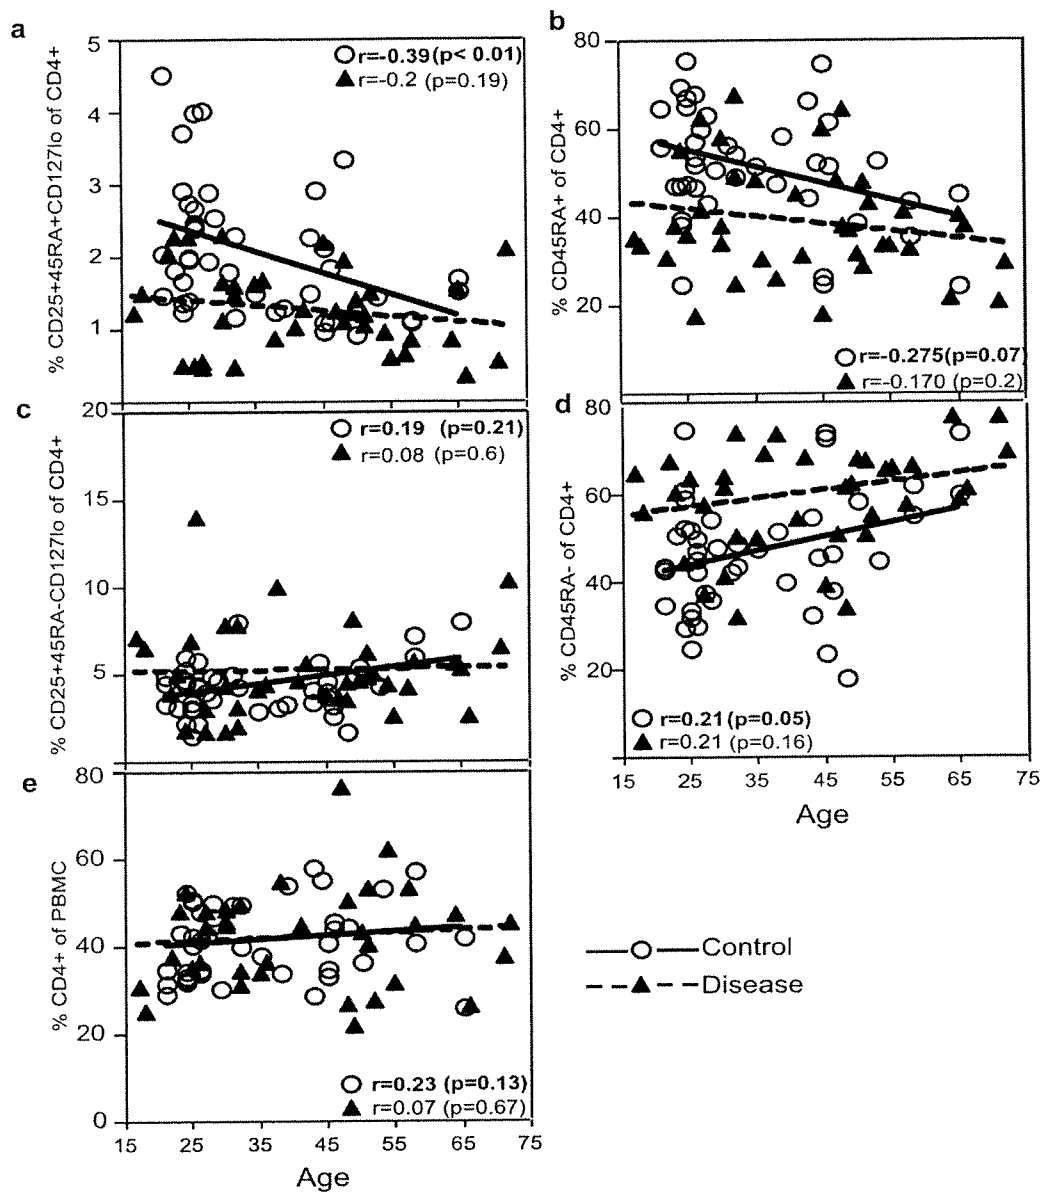 a
% CD25+45RA+CD127lo of CD4+
5
4
3
2
1
r=-0.39(p< 0.01)
r=-0.2 (p=0.19)
b
% CD45RA+ of CD4+
80
60
40
20
r=-0.275(p=0.07)
r=-0.170 (p=0.2)
c
% CD25+45RA-CD127lo of CD4+
20
15
10
5
r=0.19 (p=0.21)
r=0.08 (p=0.6)
d
% CD45RA- of CD4+
80
60
40
20
r=0.21(p=0.05)
r=0.21 (p=0.16)
15 25 35 45 55 65 75
Age
e
% CD4+ of PBMC
80
60
40
20
0
r=0.23 (p=0.13)
r=0.07 (p=0.67)
15 25 35 45 55 65 75
Age
Control
Disease